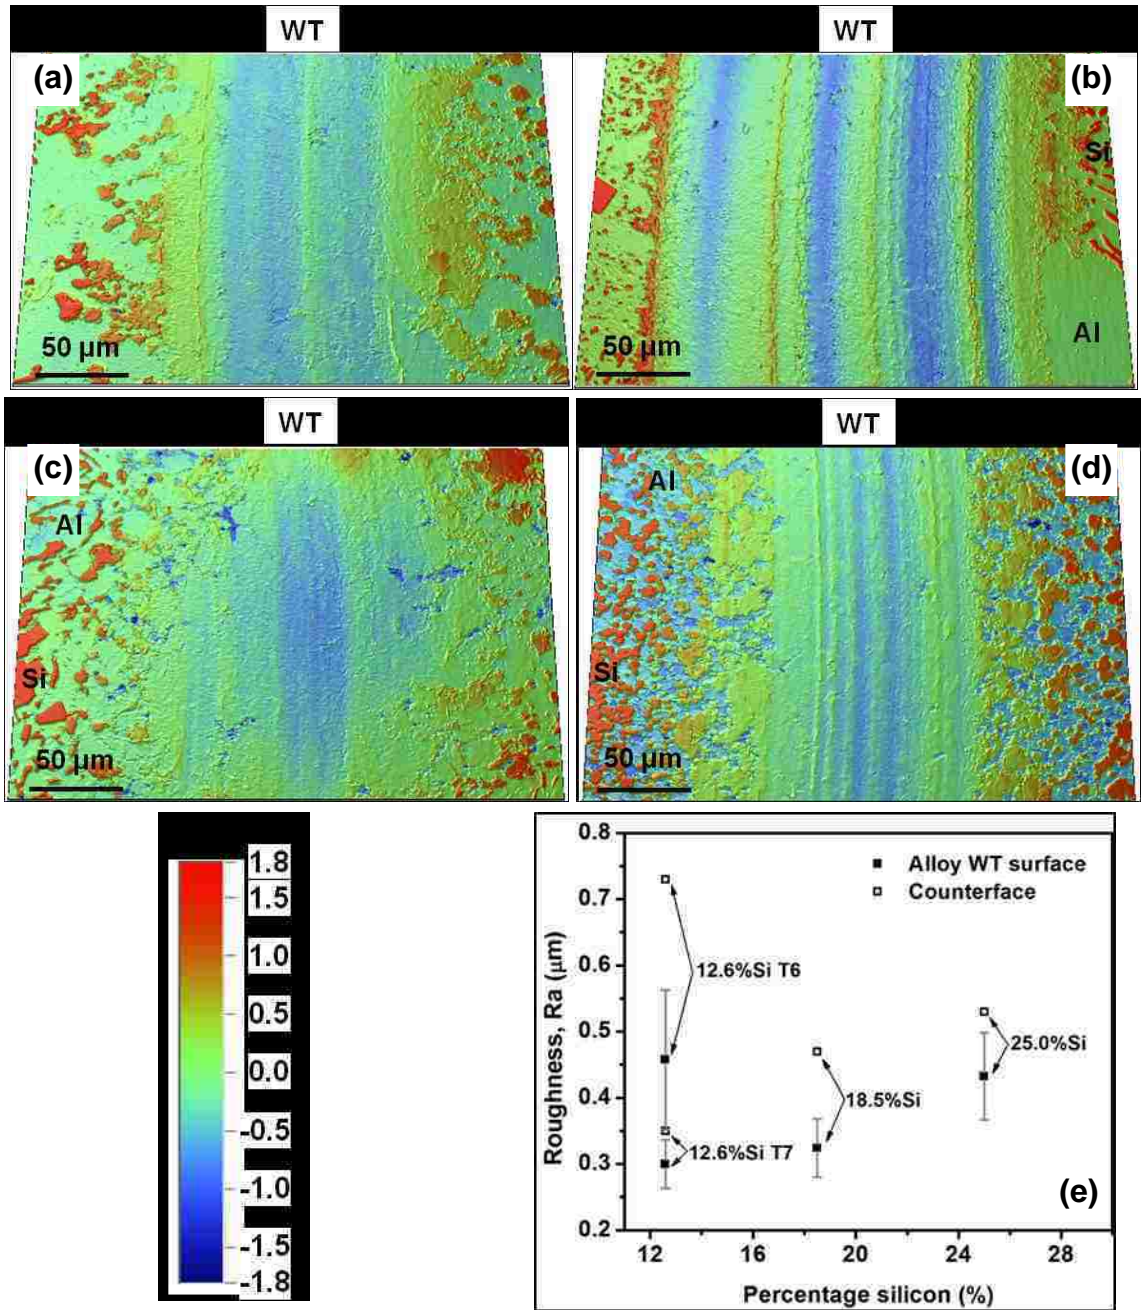 WT
WT
(a)
(b)
Si
Al
50 µm
50 µm
WT
WT
(c)
(d)
Al
Al
Si
Si
50 µm
50 µm
1.8
1.5
1.0
0.5
0.0
-0.5
-1.0
-1.5
-1.8
0.8
0.7
0.6
0.5
0.4
0.3
0.2
Roughness, Ra (µm)
Alloy WT surface
Counterface
12.6%Si T6
25.0%Si
18.5%Si
12.6%Si T7
(e)
12 16 20 24 28
Percentage silicon (%)